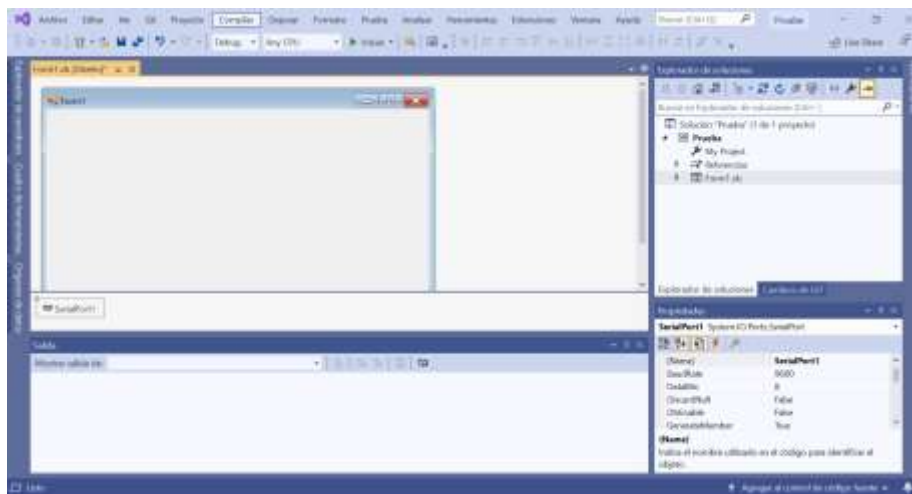 Archivo Editar Ver Git Proyecto Compilar Depurar Formato Prueba Analizar Herramientas Extensiones Ventana Ayuda
Prueba
Debug Any CPU Iniciar Live Share
Form1.vb [Diseño]*
Form1
SerialPort1
Salida
Mostrar salida de:
Explorador de soluciones
Solución "Prueba" (1 de 1 proyecto)
Prueba
My Project
Referencias
Form1.vb
Explorador de soluciones Cambios de GIT
Propiedades
SerialPort1 System.IO.Ports.SerialPort
(Name) SerialPort1
BaudRate 9600
DataBits 8
DiscardNull False
DtrEnable False
GenerateMember True
(Name)
Indica el nombre utilizado en el código para identificar el
objeto.
Listo
Agregar al control de código fuente